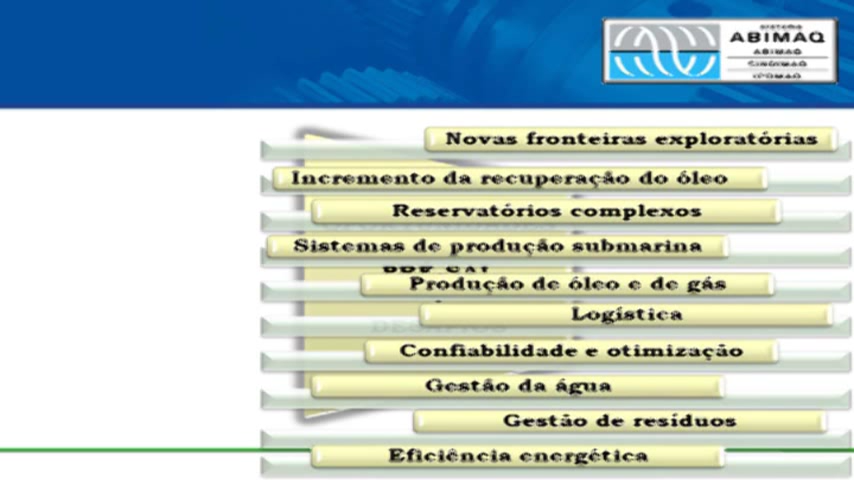 SISTEMA
ABIMAQ
ABIMAQ
SINDIMAQ
IPDMAQ
Novas fronteiras exploratórias
Incremento da recuperação do óleo
Reservatórios complexos
Sistemas de produção submarina
Produção de óleo e de gás
Logística
Confiabilidade e otimização
Gestão da água
Gestão de resíduos
Eficiência energética